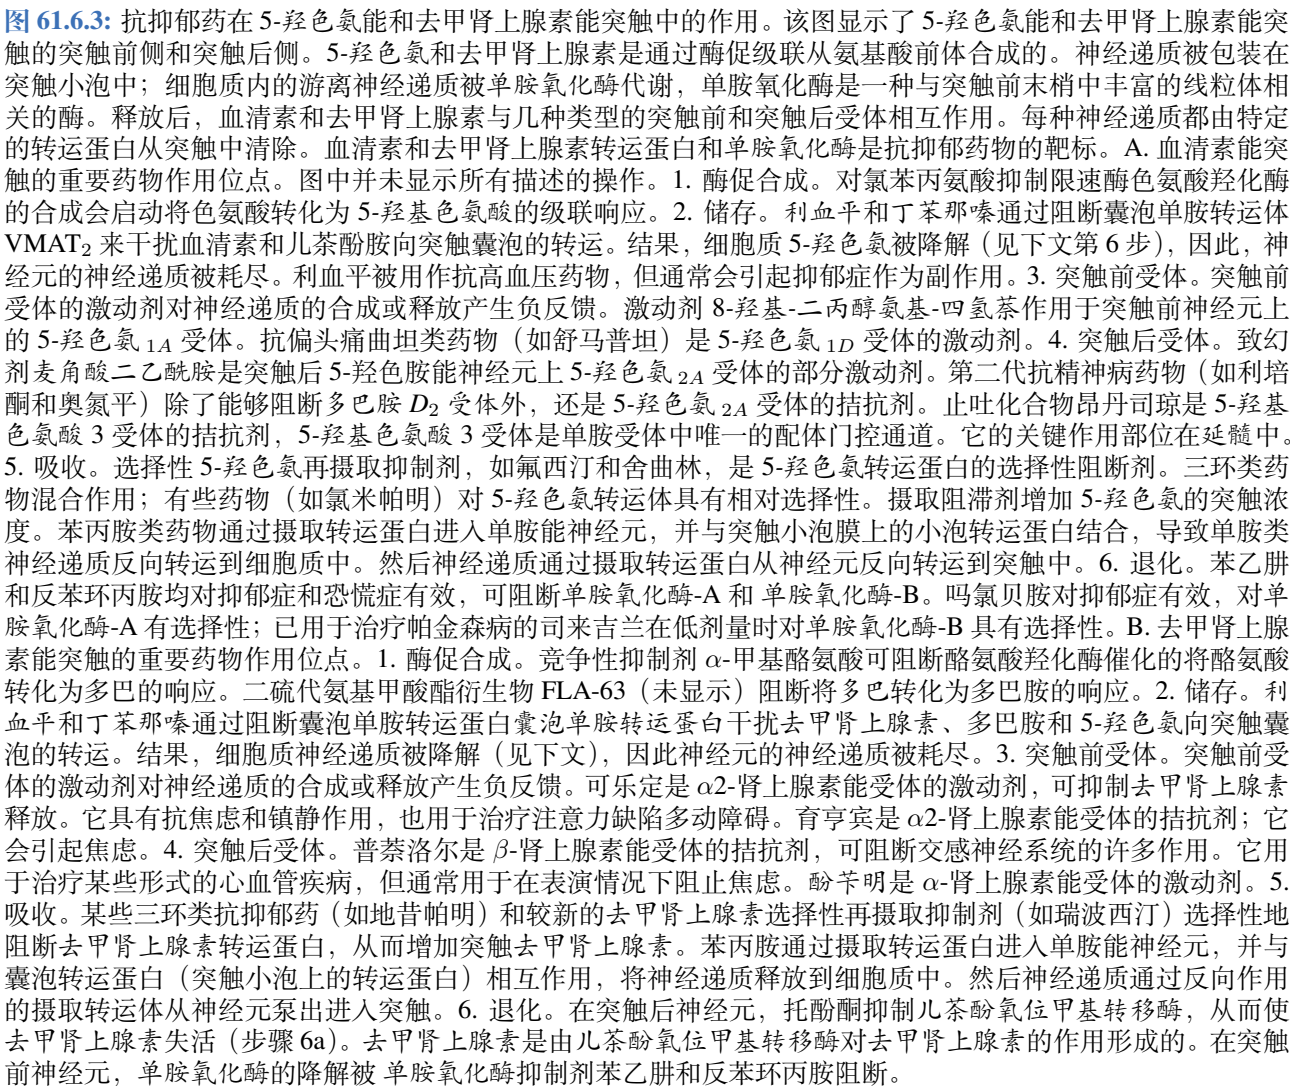 图 61.6.3: 抗抑郁药在 5-羟色氨能和去甲肾上腺素能突触中的作用。该图显示了 5-羟色氨能和去甲肾上腺素能突
触的突触前侧和突触后侧。5-羟色氨和去甲肾上腺素是通过酶促级联从氨基酸前体合成的。神经递质被包装在
突触小泡中；细胞质内的游离神经递质被单胺氧化酶代谢，单胺氧化酶是一种与突触前末梢中丰富的线粒体相
关的酶。释放后，血清素和去甲肾上腺素与几种类型的突触前和突触后受体相互作用。每种神经递质都由特定
的转运蛋白从突触中清除。血清素和去甲肾上腺素转运蛋白和单胺氧化酶是抗抑郁药物的靶标。A. 血清素能突
触的重要药物作用位点。图中并未显示所有描述的操作。1. 酶促合成。对氯苯丙氨酸抑制限速酶色氨酸羟化酶
的合成会启动将色氨酸转化为 5-羟基色氨酸的级联响应。2. 储存。利血平和丁苯那嗪通过阻断囊泡单胺转运体
VMAT₂ 来干扰血清素和儿茶酚胺向突触囊泡的转运。结果，细胞质 5-羟色氨被降解（见下文第 6 步），因此，神
经元的神经递质被耗尽。利血平被用作抗高血压药物，但通常会引起抑郁症作为副作用。3. 突触前受体。突触前
受体的激动剂对神经递质的合成或释放产生负反馈。激动剂 8-羟基-二丙醇氨基-四氢萘作用于突触前神经元上
的 5-羟色氨 1A 受体。抗偏头痛曲坦类药物（如舒马普坦）是 5-羟色氨 1D 受体的激动剂。4. 突触后受体。致幻
剂麦角酸二乙酰胺是突触后 5-羟色胺能神经元上 5-羟色氨 2A 受体的部分激动剂。第二代抗精神病药物（如利培
酮和奥氮平）除了能够阻断多巴胺 D₂ 受体外，还是 5-羟色氨 2A 受体的拮抗剂。止吐化合物昂丹司琼是 5-羟基
色氨酸 3 受体的拮抗剂，5-羟基色氨酸 3 受体是单胺受体中唯一的配体门控通道。它的关键作用部位在延髓中。
5. 吸收。选择性 5-羟色氨再摄取抑制剂，如氟西汀和舍曲林，是 5-羟色氨转运蛋白的选择性阻断剂。三环类药
物混合作用；有些药物（如氯米帕明）对 5-羟色氨转运体具有相对选择性。摄取阻滞剂增加 5-羟色氨的突触浓
度。苯丙胺类药物通过摄取转运蛋白进入单胺能神经元，并与突触小泡膜上的小泡转运蛋白结合，导致单胺类
神经递质反向转运到细胞质中。然后神经递质通过摄取转运蛋白从神经元反向转运到突触中。6. 退化。苯乙肼
和反苯环丙胺均对抑郁症和恐慌症有效，可阻断单胺氧化酶-A 和 单胺氧化酶-B。吗氯贝胺对抑郁症有效，对单
胺氧化酶-A 有选择性；已用于治疗帕金森病的司来吉兰在低剂量时对单胺氧化酶-B 具有选择性。B. 去甲肾上腺
素能突触的重要药物作用位点。1. 酶促合成。竞争性抑制剂 α-甲基酪氨酸可阻断酪氨酸羟化酶催化的将酪氨酸
转化为多巴的响应。二硫代氨基甲酸酯衍生物 FLA-63（未显示）阻断将多巴转化为多巴胺的响应。2. 储存。利
血平和丁苯那嗪通过阻断囊泡单胺转运蛋白囊泡单胺转运蛋白干扰去甲肾上腺素、多巴胺和 5-羟色氨向突触囊
泡的转运。结果，细胞质神经递质被降解（见下文），因此神经元的神经递质被耗尽。3. 突触前受体。突触前受
体的激动剂对神经递质的合成或释放产生负反馈。可乐定是 α2-肾上腺素能受体的激动剂，可抑制去甲肾上腺素
释放。它具有抗焦虑和镇静作用，也用于治疗注意力缺陷多动障碍。育亨宾是 α2-肾上腺素能受体的拮抗剂；它
会引起焦虑。4. 突触后受体。普萘洛尔是 β-肾上腺素能受体的拮抗剂，可阻断交感神经系统的许多作用。它用
于治疗某些形式的心血管疾病，但通常用于在表演情况下阻止焦虑。酚苄明是 α-肾上腺素能受体的激动剂。5.
吸收。某些三环类抗抑郁药（如地昔帕明）和较新的去甲肾上腺素选择性再摄取抑制剂（如瑞波西汀）选择性地
阻断去甲肾上腺素转运蛋白，从而增加突触去甲肾上腺素。苯丙胺通过摄取转运蛋白进入单胺能神经元，并与
囊泡转运蛋白（突触小泡上的转运蛋白）相互作用，将神经递质释放到细胞质中。然后神经递质通过反向作用
的摄取转运体从神经元泵出进入突触。6. 退化。在突触后神经元，托酚酮抑制儿茶酚氧位甲基转移酶，从而使
去甲肾上腺素失活（步骤 6a）。去甲肾上腺素是由儿茶酚氧位甲基转移酶对去甲肾上腺素的作用形成的。在突触
前神经元，单胺氧化酶的降解被 单胺氧化酶抑制剂苯乙肼和反苯环丙胺阻断。